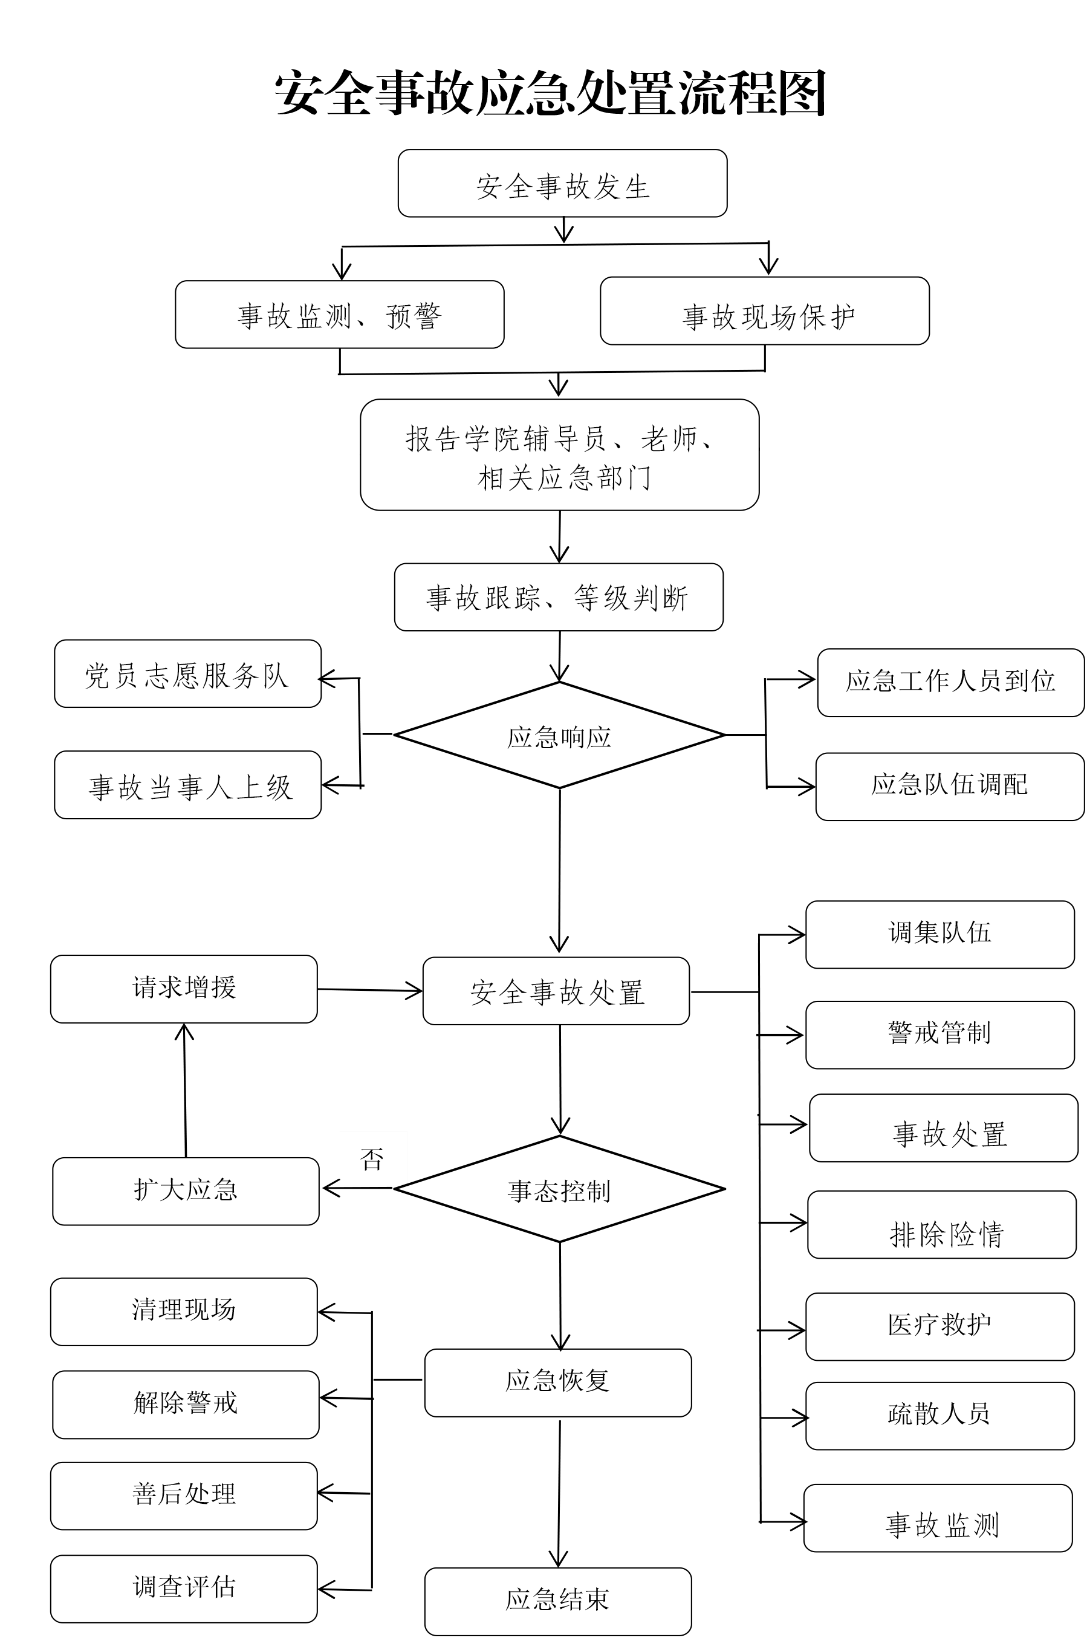 安全事故应急处置流程图
安全事故发生
事故监测、预警
事故现场保护
报告学院辅导员、老师、
相关应急部门
事故跟踪、等级判断
党员志愿服务队
应急工作人员到位
应急响应
事故当事人上级
应急队伍调配
调集队伍
请求增援
安全事故处置
警戒管制
事故处置
否
扩大应急
事态控制
排除险情
清理现场
医疗救护
应急恢复
解除警戒
疏散人员
善后处理
事故监测
调查评估
应急结束